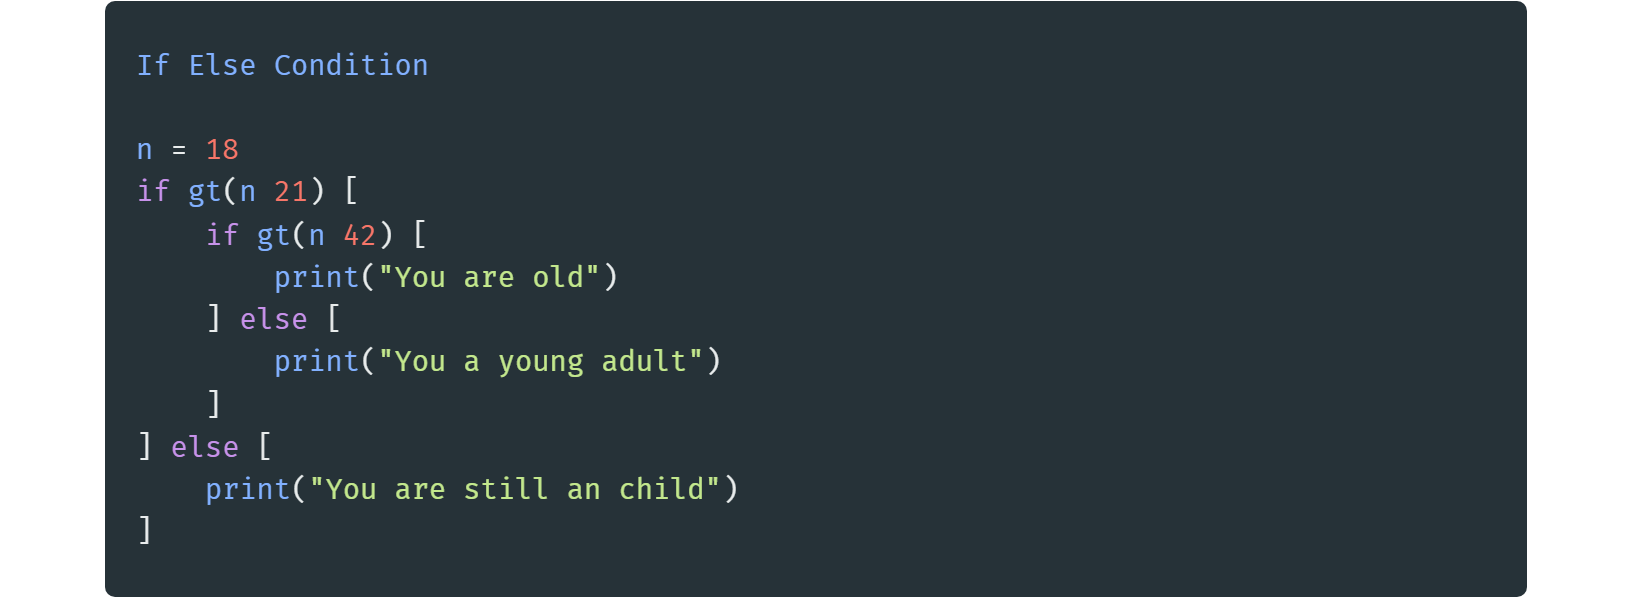 If Else Condition
n = 18
if gt(n 21) [
    if gt(n 42) [
        print("You are old")
    ] else [
        print("You a young adult")
    ]
] else [
    print("You are still an child")
]